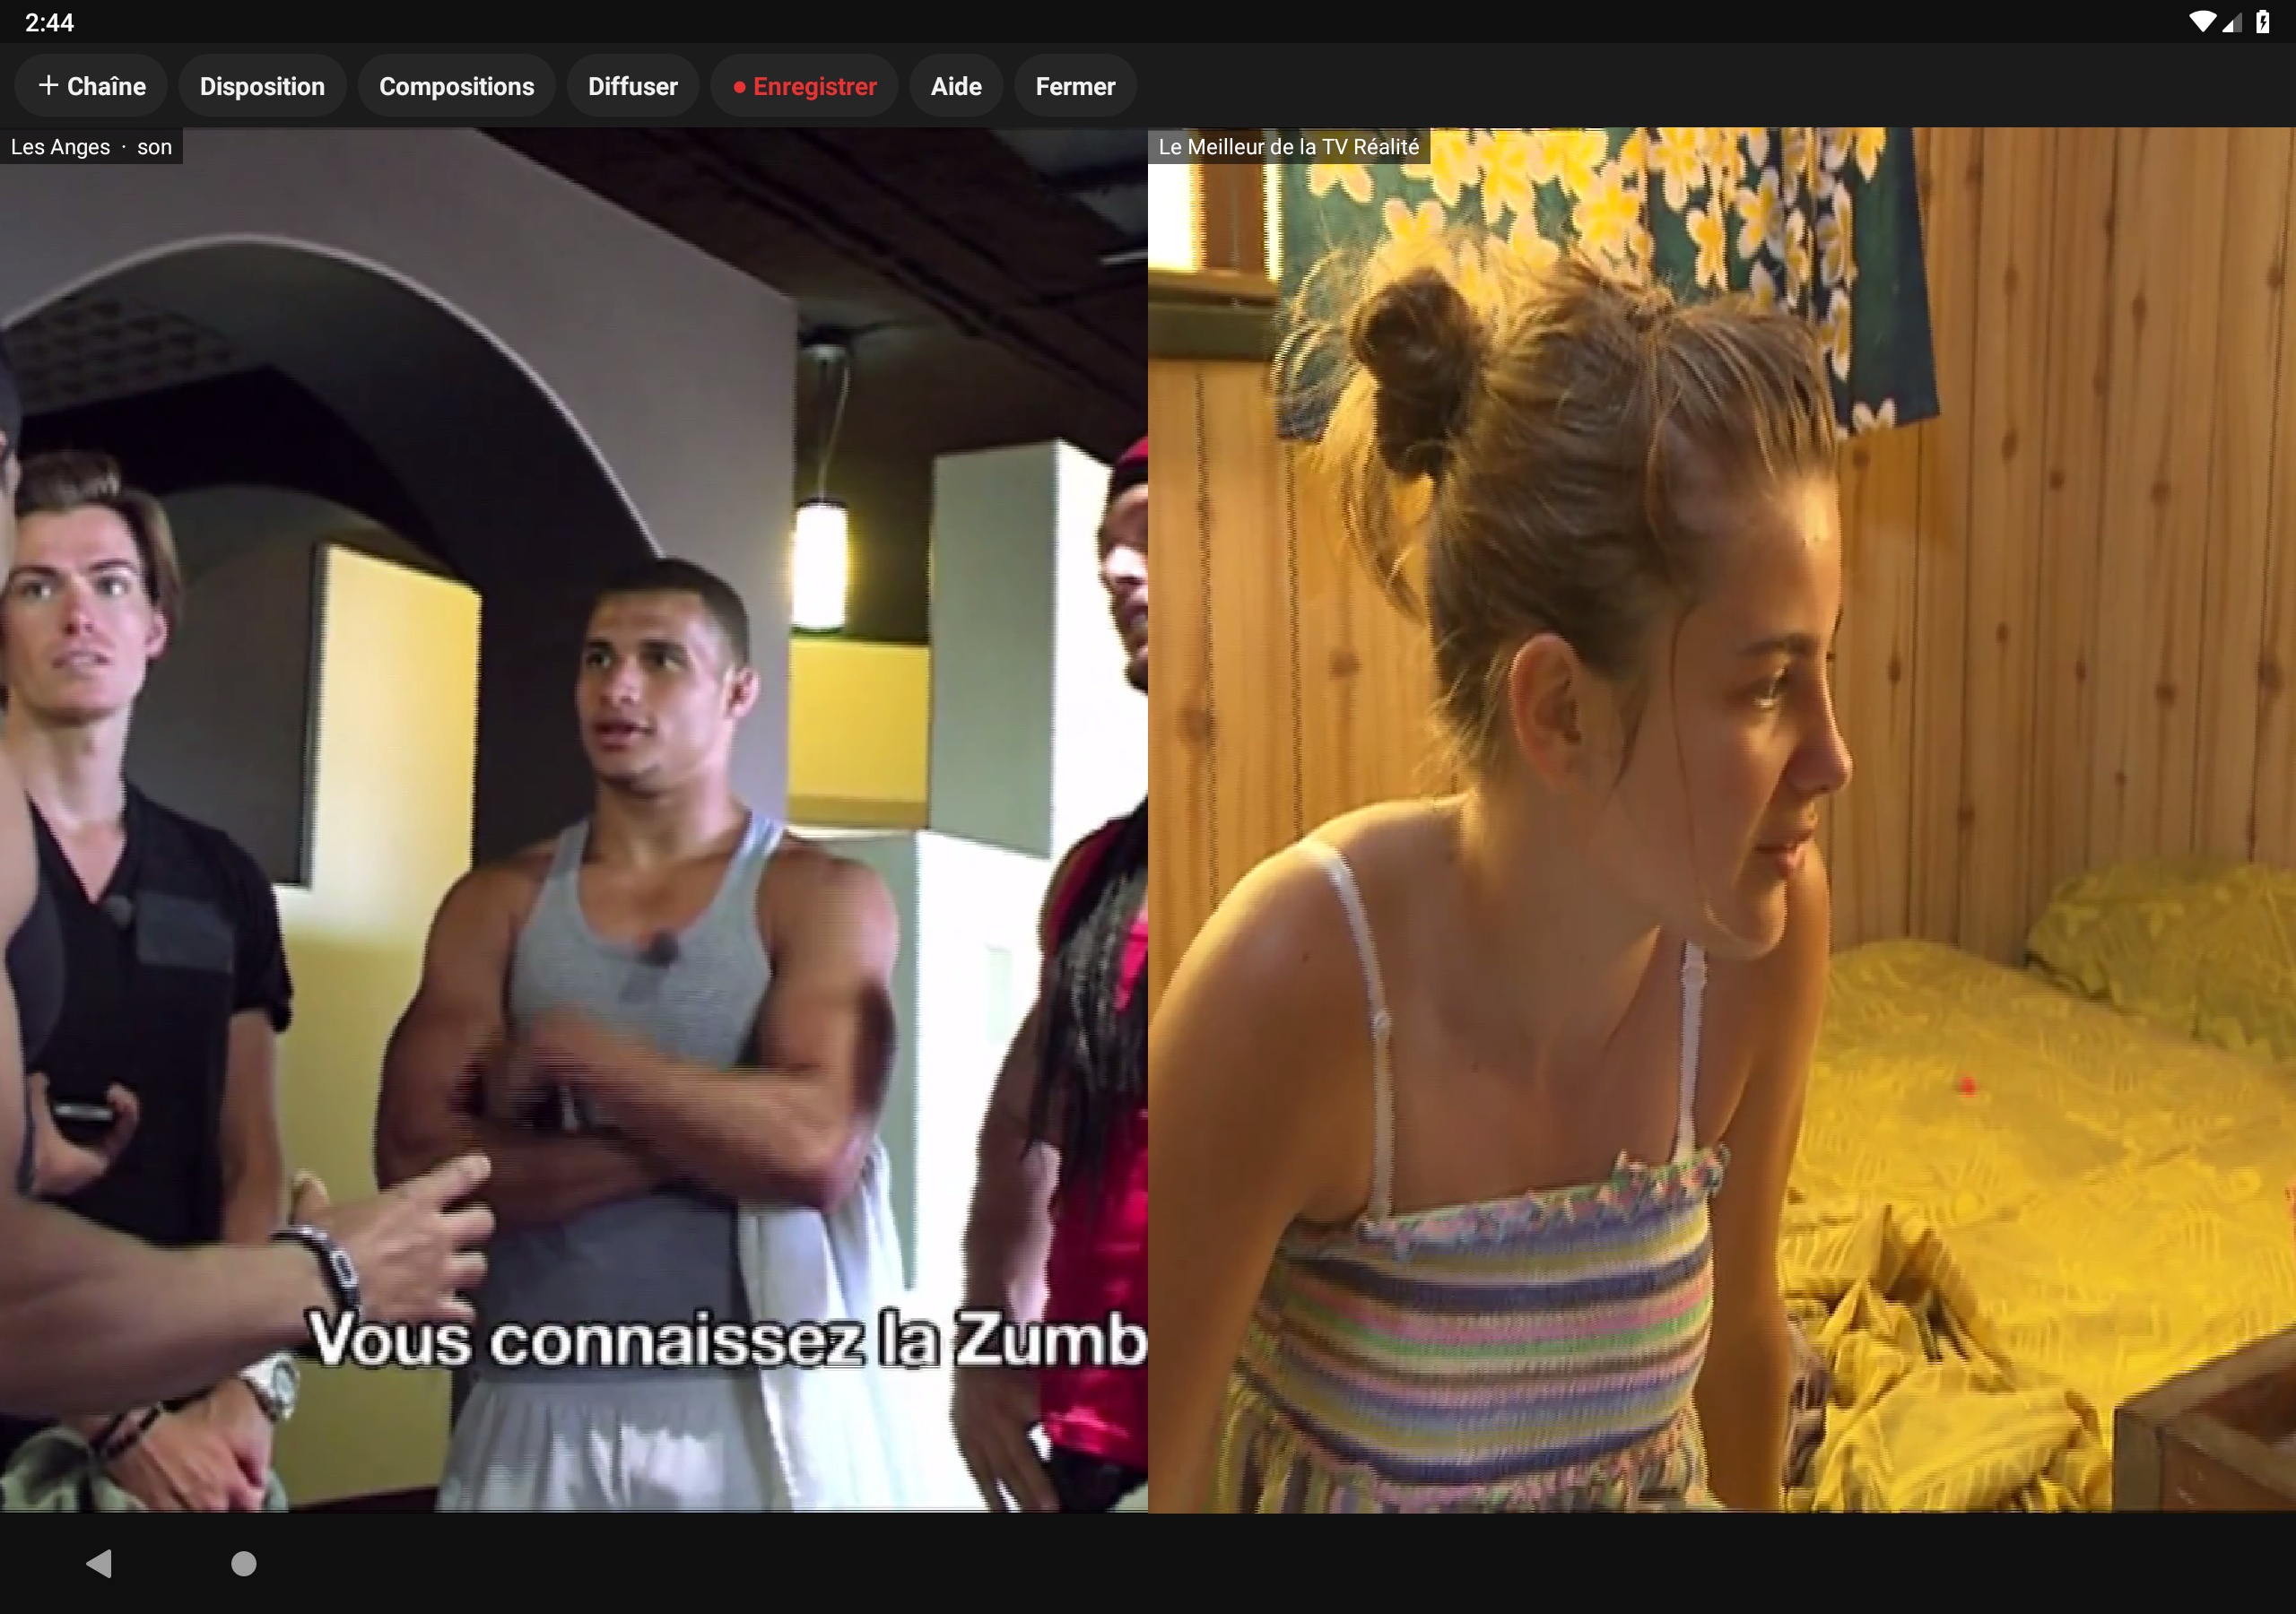 2:44
+ Chaîne
Disposition
Compositions
Diffuser
Enregistrer
Aide
Fermer
Les Anges · son
Le Meilleur de la TV Réalité
Vous connaissez la Zumb